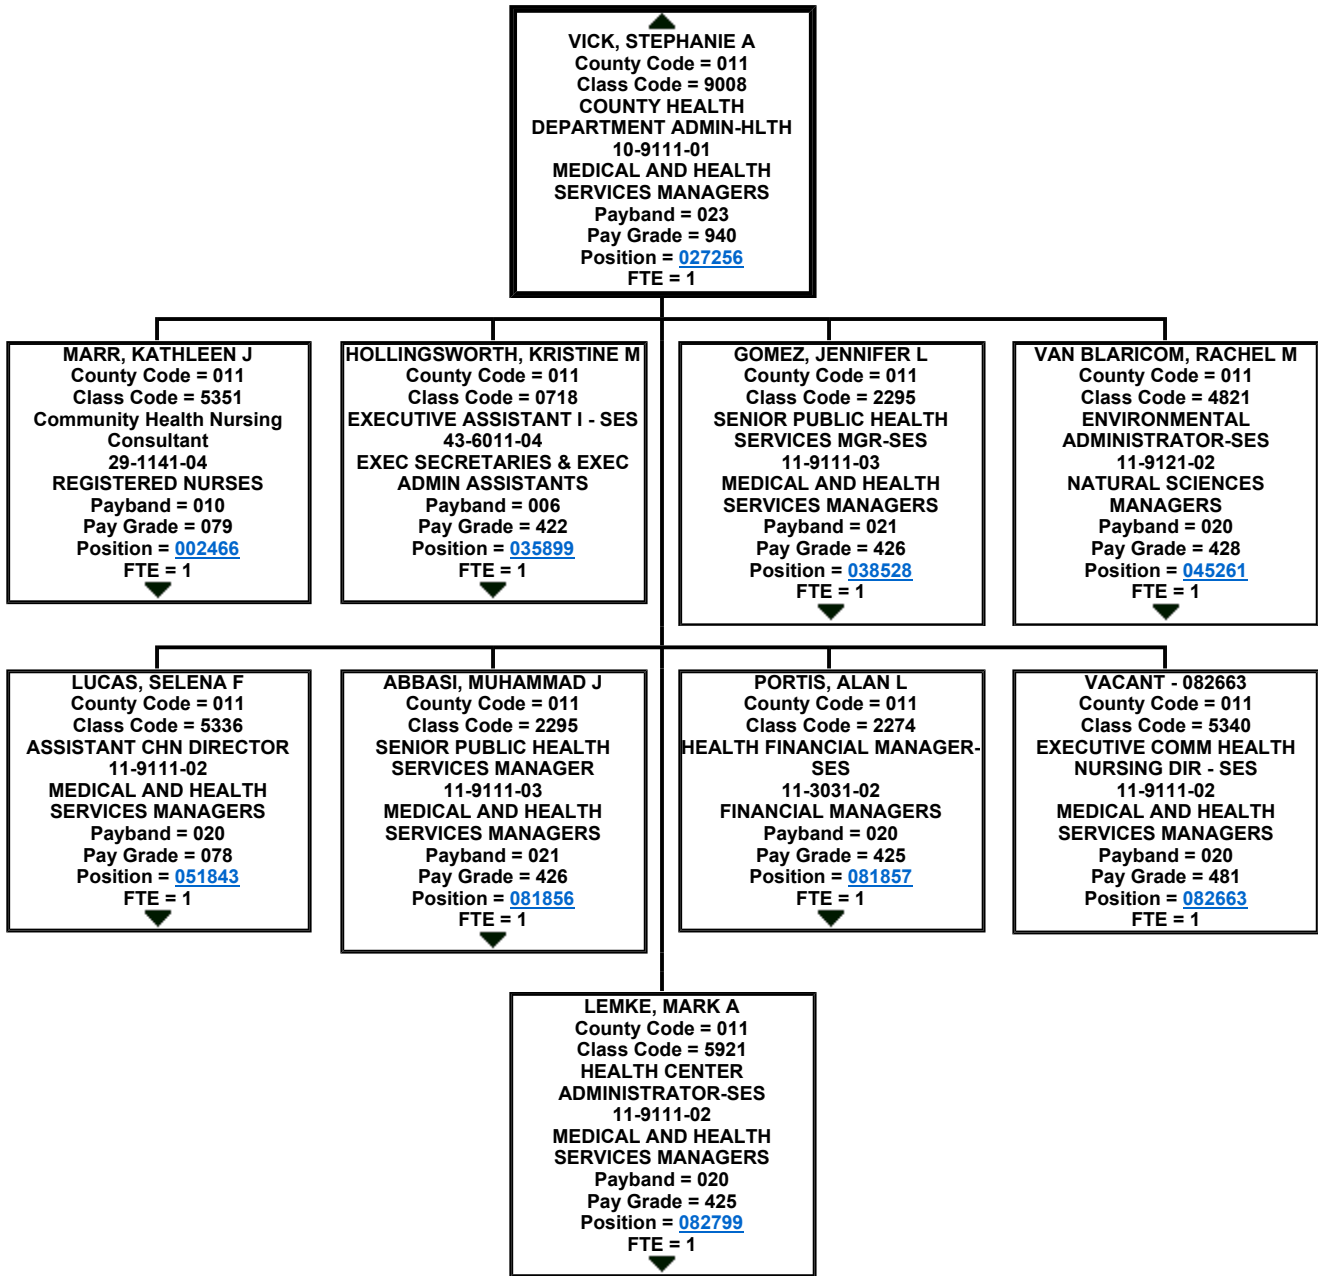 VICK, STEPHANIE A
County Code = 011
Class Code = 9008
COUNTY HEALTH
DEPARTMENT ADMIN-HLTH
10-9111-01
MEDICAL AND HEALTH
SERVICES MANAGERS
Payband = 023
Pay Grade = 940
Position = 027256
FTE = 1
MARR, KATHLEEN J
County Code = 011
Class Code = 5351
Community Health Nursing
Consultant
29-1141-04
REGISTERED NURSES
Payband = 010
Pay Grade = 079
Position = 002466
FTE = 1
HOLLINGSWORTH, KRISTINE M
County Code = 011
Class Code = 0718
EXECUTIVE ASSISTANT I - SES
43-6011-04
EXEC SECRETARIES & EXEC
ADMIN ASSISTANTS
Payband = 006
Pay Grade = 422
Position = 035899
FTE = 1
GOMEZ, JENNIFER L
County Code = 011
Class Code = 2295
SENIOR PUBLIC HEALTH
SERVICES MGR-SES
11-9111-03
MEDICAL AND HEALTH
SERVICES MANAGERS
Payband = 021
Pay Grade = 426
Position = 038528
FTE = 1
VAN BLARICOM, RACHEL M
County Code = 011
Class Code = 4821
ENVIRONMENTAL
ADMINISTRATOR-SES
11-9121-02
NATURAL SCIENCES
MANAGERS
Payband = 020
Pay Grade = 428
Position = 045261
FTE = 1
LUCAS, SELENA F
County Code = 011
Class Code = 5336
ASSISTANT CHN DIRECTOR
11-9111-02
MEDICAL AND HEALTH
SERVICES MANAGERS
Payband = 020
Pay Grade = 078
Position = 051843
FTE = 1
ABBASI, MUHAMMAD J
County Code = 011
Class Code = 2295
SENIOR PUBLIC HEALTH
SERVICES MANAGER
11-9111-03
MEDICAL AND HEALTH
SERVICES MANAGERS
Payband = 021
Pay Grade = 426
Position = 081856
FTE = 1
PORTIS, ALAN L
County Code = 011
Class Code = 2274
HEALTH FINANCIAL MANAGER-
SES
11-3031-02
FINANCIAL MANAGERS
Payband = 020
Pay Grade = 425
Position = 081857
FTE = 1
VACANT - 082663
County Code = 011
Class Code = 5340
EXECUTIVE COMM HEALTH
NURSING DIR - SES
11-9111-02
MEDICAL AND HEALTH
SERVICES MANAGERS
Payband = 020
Pay Grade = 481
Position = 082663
FTE = 1
LEMKE, MARK A
County Code = 011
Class Code = 5921
HEALTH CENTER
ADMINISTRATOR-SES
11-9111-02
MEDICAL AND HEALTH
SERVICES MANAGERS
Payband = 020
Pay Grade = 425
Position = 082799
FTE = 1